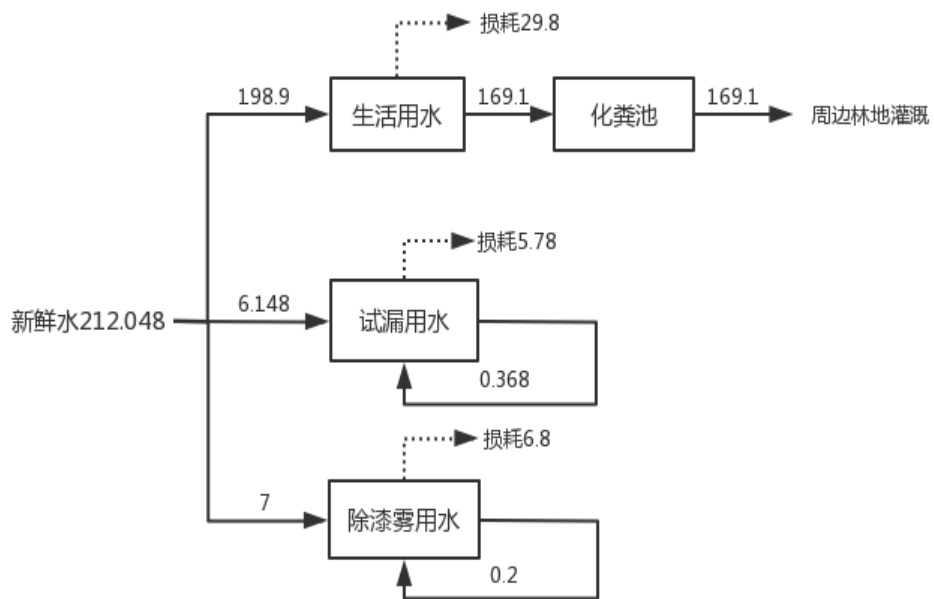 损耗29.8
198.9
生活用水
169.1
化粪池
169.1
周边林地灌溉
损耗5.78
新鲜水212.048
6.148
试漏用水
0.368
损耗6.8
7
除漆雾用水
0.2